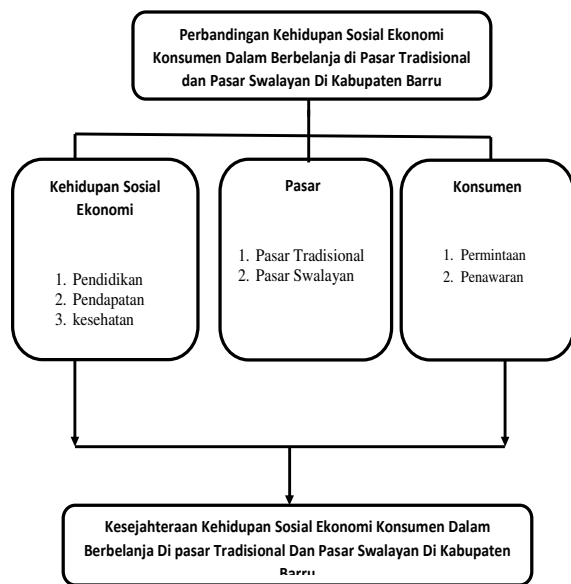 Perbandingan Kehidupan Sosial Ekonomi
Konsumen Dalam Berbelanja di Pasar Tradisional
dan Pasar Swalayan Di Kabupaten Barru
Kehidupan Sosial
Ekonomi
1. Pendidikan
2. Pendapatan
3. kesehatan
Pasar
1. Pasar Tradisional
2. Pasar Swalayan
Konsumen
1. Permintaan
2. Penawaran
Kesejahteraan Kehidupan Sosial Ekonomi Konsumen Dalam
Berbelanja Di pasar Tradisional Dan Pasar Swalayan Di Kabupaten
Barru